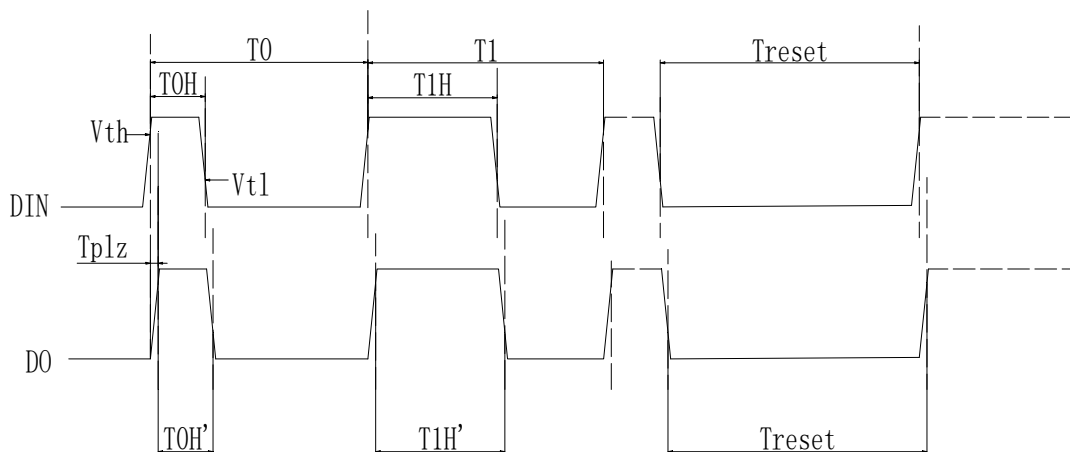 T0
T1
Treset
T0H
T1H
Vth
Vtl
DIN
Tplz
DO
T0H'
T1H'
Treset